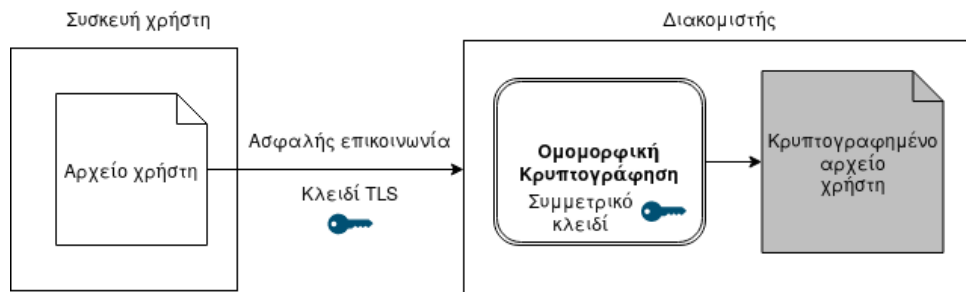 Συσκευή χρήστη
Διακομιστής
Αρχείο χρήστη
Ασφαλής επικοινωνία
Κλειδί TLS
Ομομορφική
Κρυπτογράφηση
Συμμετρικό
κλειδί
Κρυπτογραφημένο
αρχείο
χρήστη